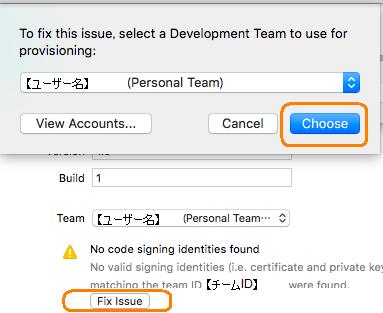 To fix this issue, select a Development Team to use for
provisioning:
【ユーザー名】 (Personal Team)
View Accounts... Cancel Choose
Build 1
Team 【ユーザー名】 (Personal Team…
No code signing identities found
No valid signing identities (i.e. certificate and private key
matching the team ID【チームID】 were found.
Fix Issue